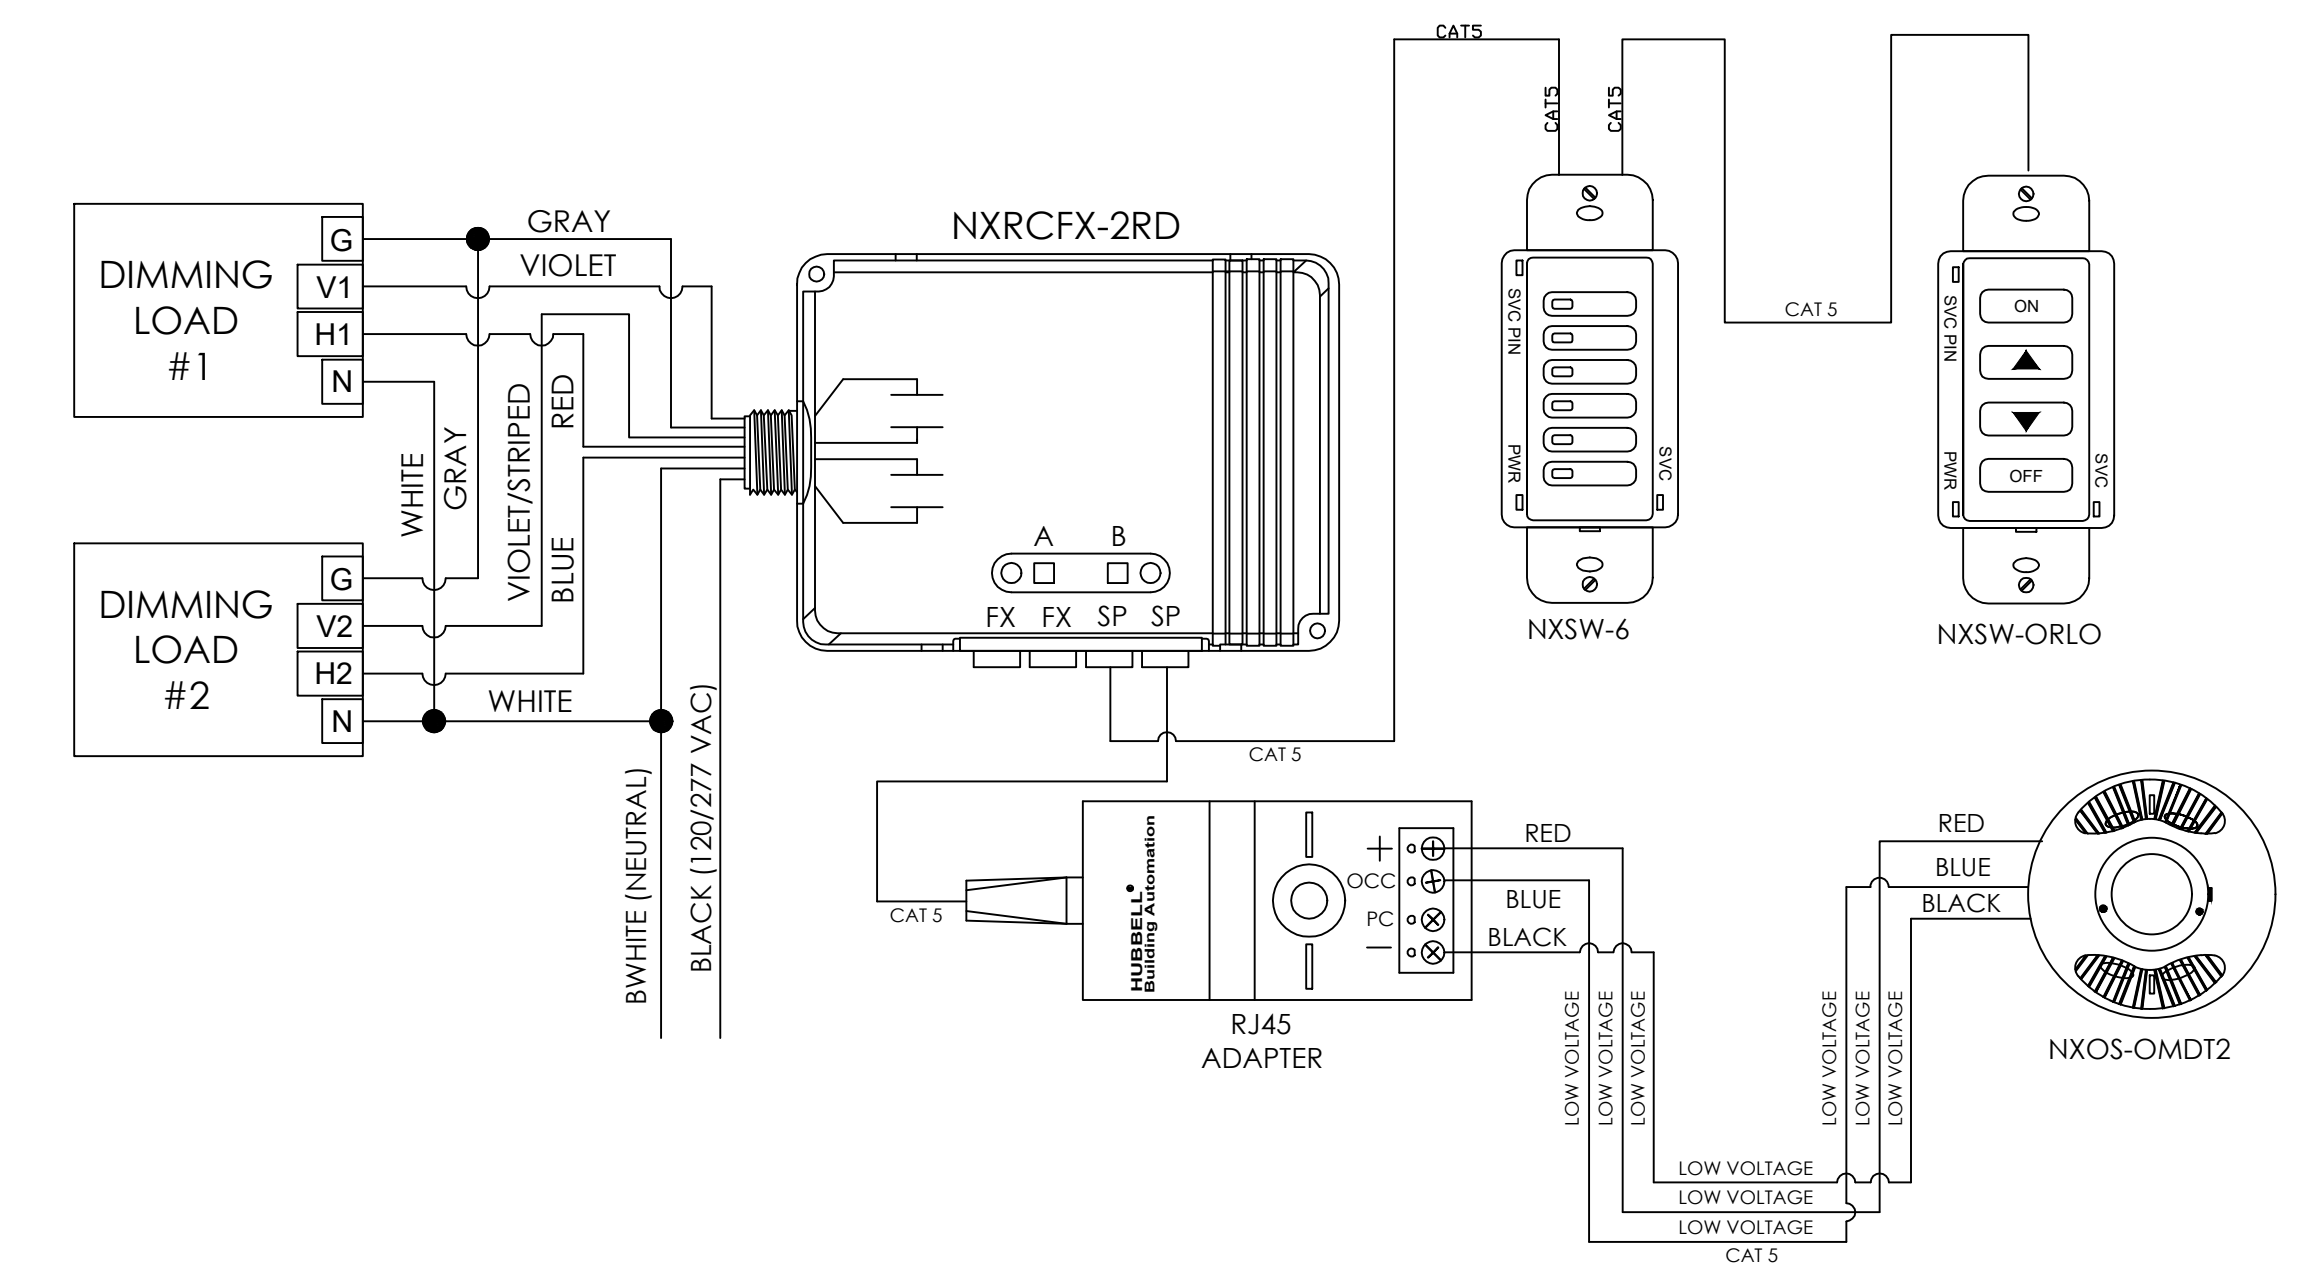 CAT5
CAT5
CAT5
NXRCFX-2RD
DIMMING
LOAD
#1
G
V1
H1
N
GRAY
VIOLET
RED
VIOLET/STRIPED
WHITE
GRAY
BLUE
DIMMING
LOAD
#2
G
V2
H2
N
WHITE
BWHITE (NEUTRAL)
BLACK (120/277 VAC)
A
B
FX
FX
SP
SP
CAT 5
SVC PIN
PWR
SVC
NXSW-6
CAT 5
SVC PIN
PWR
SVC
ON
OFF
NXSW-ORLO
CAT 5
HUBBELL
Building Automation
+
OCC
PC
—
RJ45
ADAPTER
RED
BLUE
BLACK
LOW VOLTAGE
LOW VOLTAGE
LOW VOLTAGE
LOW VOLTAGE
LOW VOLTAGE
LOW VOLTAGE
CAT 5
LOW VOLTAGE
LOW VOLTAGE
LOW VOLTAGE
RED
BLUE
BLACK
NXOS-OMDT2